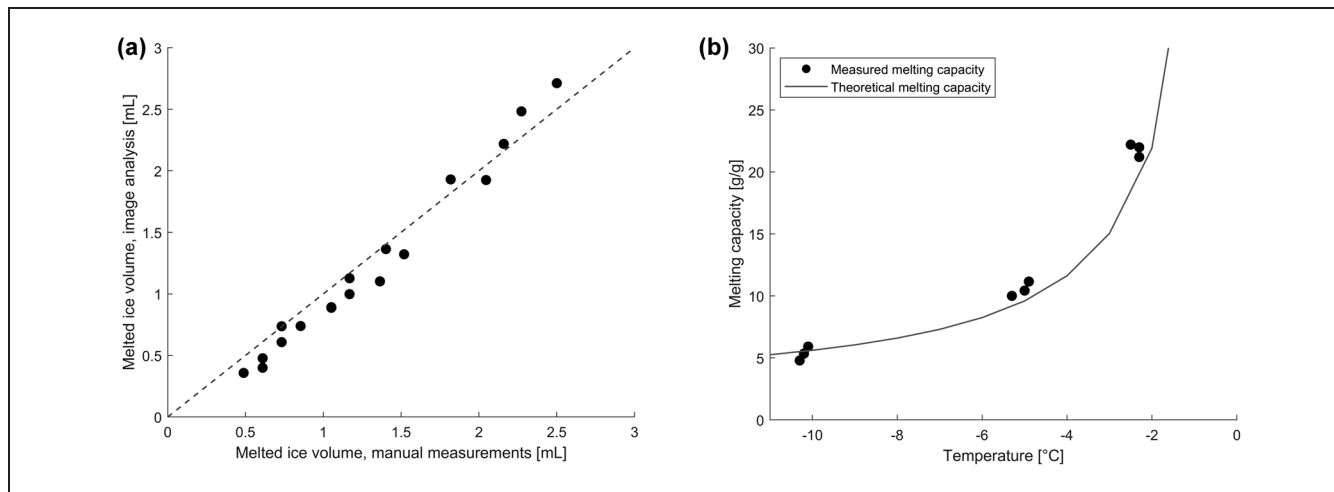 (a)
3
2.5
2
1.5
1
0.5
0
Melted ice volume, image analysis [mL]
0 0.5 1 1.5 2 2.5 3
Melted ice volume, manual measurements [mL]
(b)
30
25
20
15
10
5
0
Melting capacity [g/g]
Measured melting capacity
Theoretical melting capacity
-10 -8 -6 -4 -2 0
Temperature [°C]